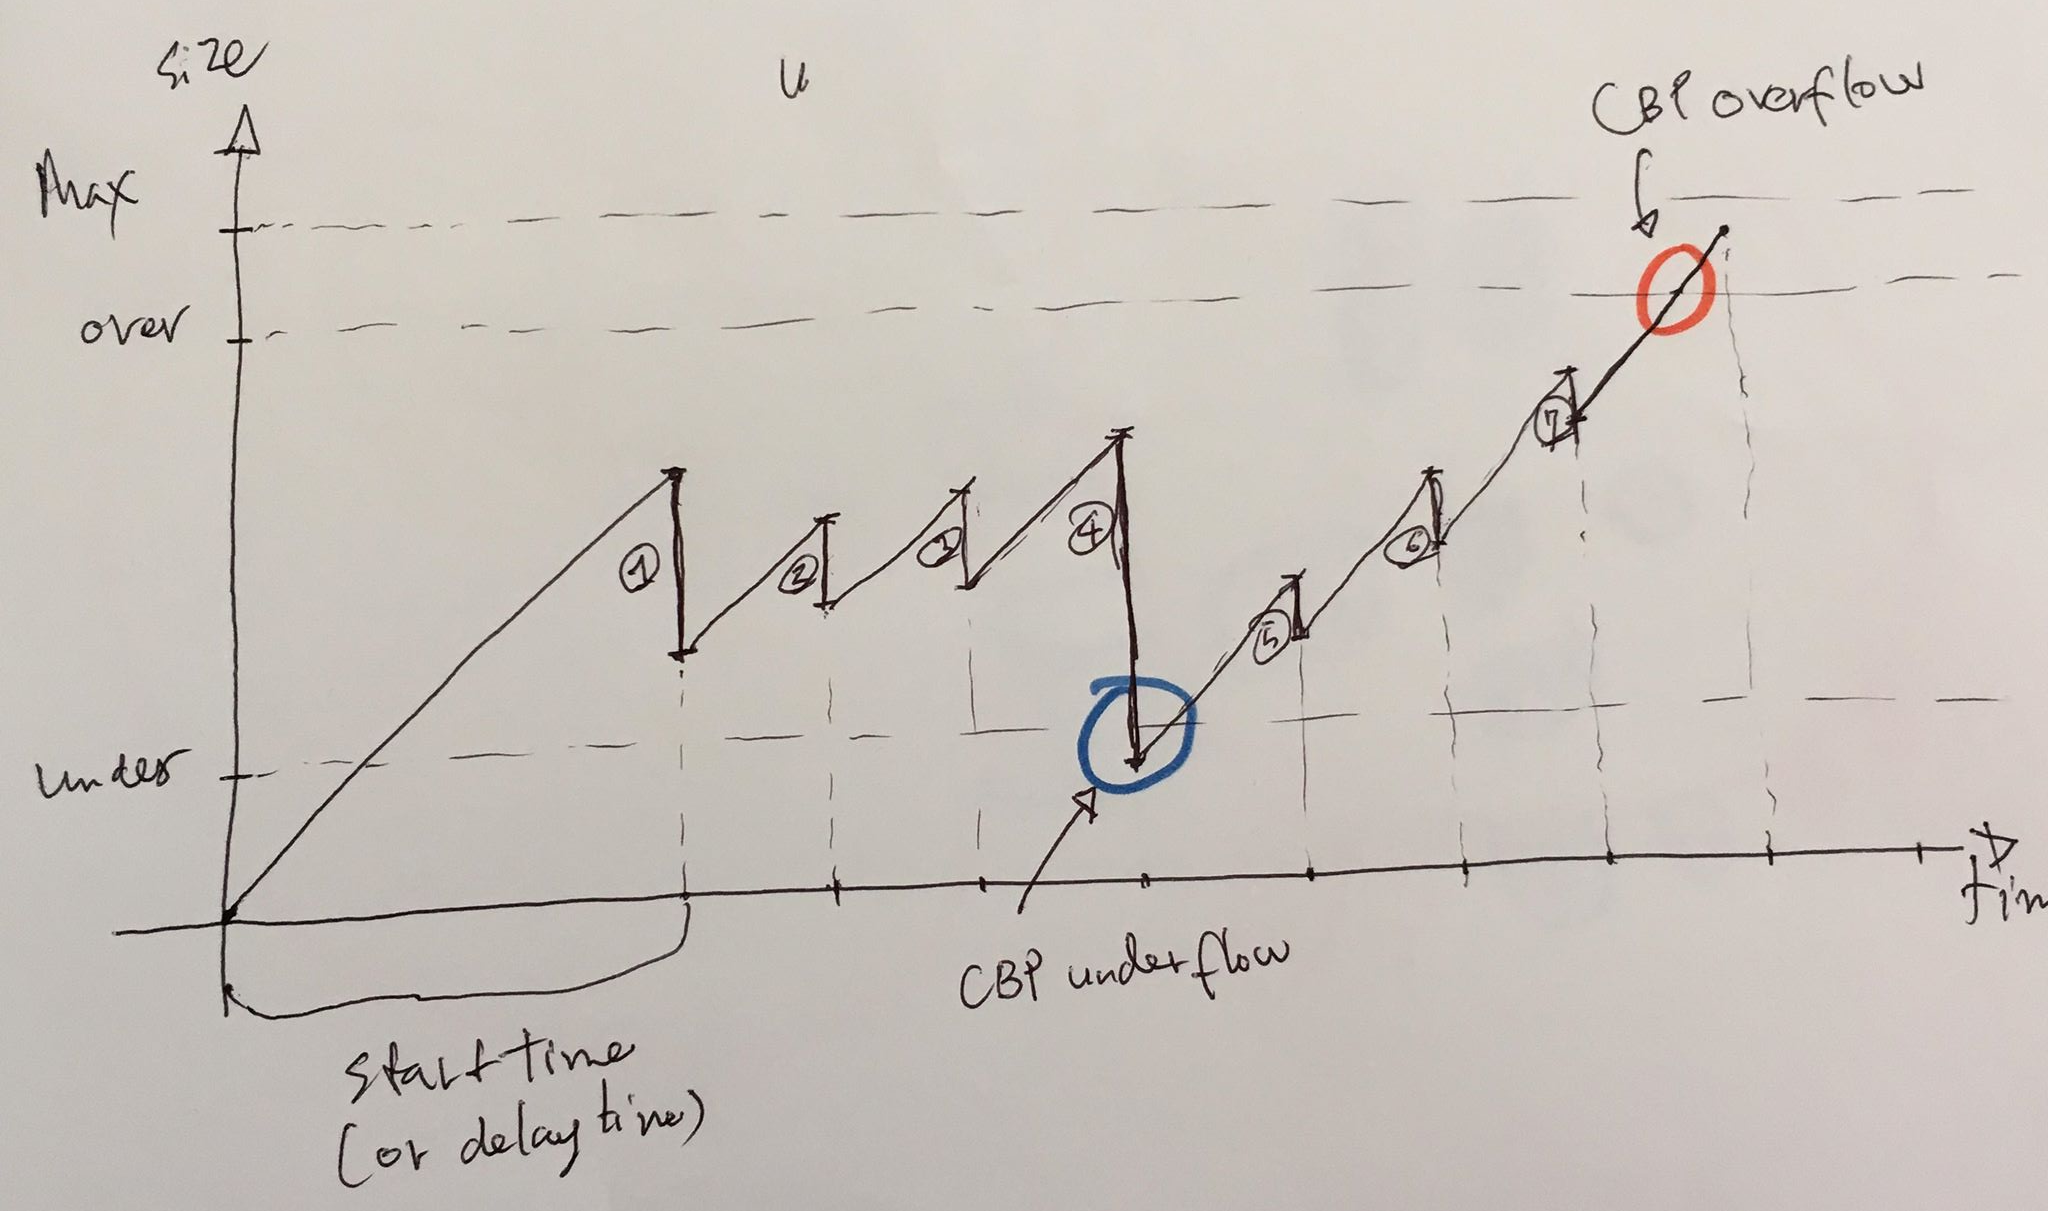 size
u
CBP overflow
Max
over
①
②
③
④
⑤
⑥
⑦
under
CBP underflow
start time
(or delay time)